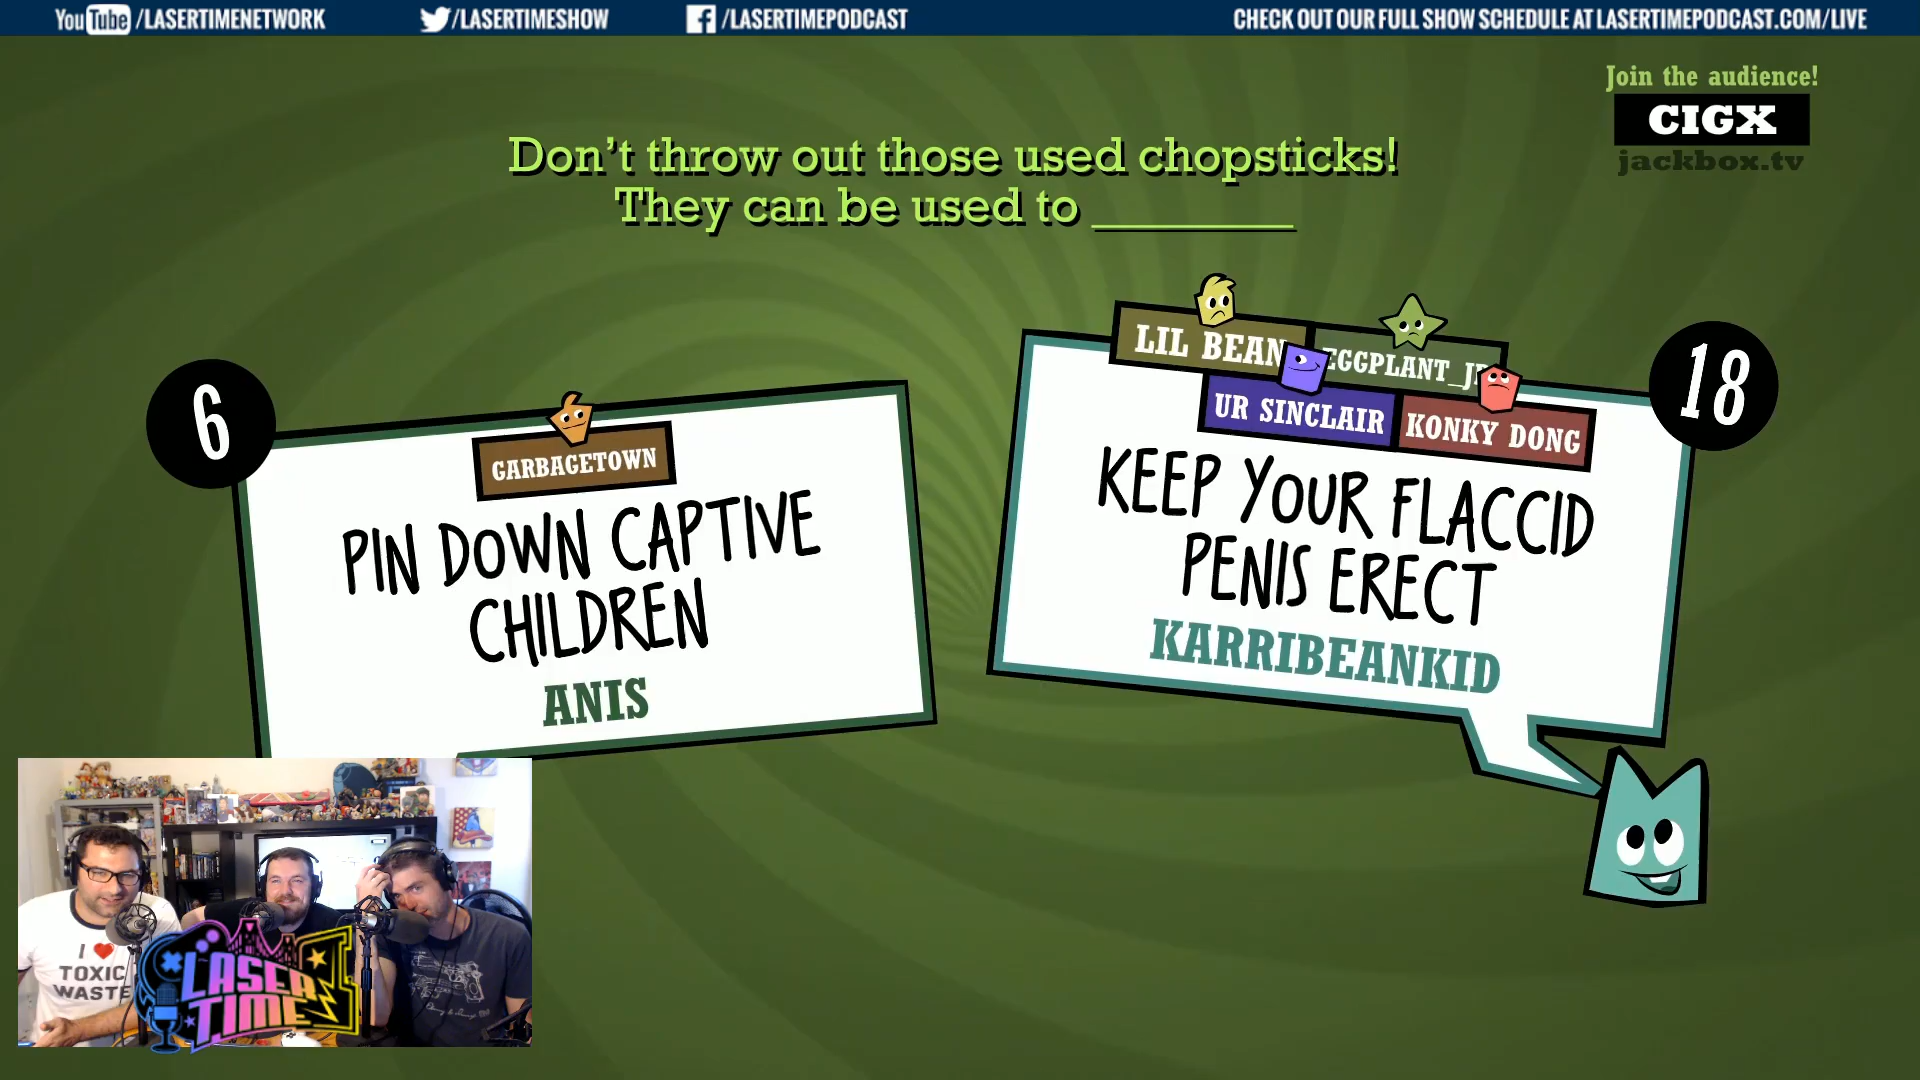 You Tube /LASERTIMENETWORK
/LASERTIMESHOW
/LASERTIMEPODCAST
CHECK OUT OUR FULL SHOW SCHEDULE AT LASERTIMEPODCAST.COM/LIVE
Join the audience!
CIGX
jackbox.tv
Don't throw out those used chopsticks!
They can be used to ________
6
GARBAGETOWN
PIN DOWN CAPTIVE
CHILDREN
ANIS
LIL BEAN
UR SINCLAIR
KONKY DONG
18
KEEP YOUR FLACCID
PENIS ERECT
KARRIBEANKID
I
TOXIC
WASTE
LASER
TIME